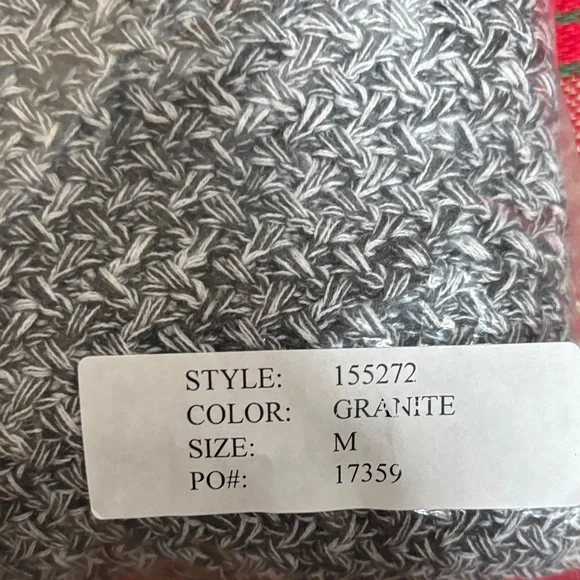 STYLE: 155272
COLOR: GRANITE
SIZE: M
PO#: 17359